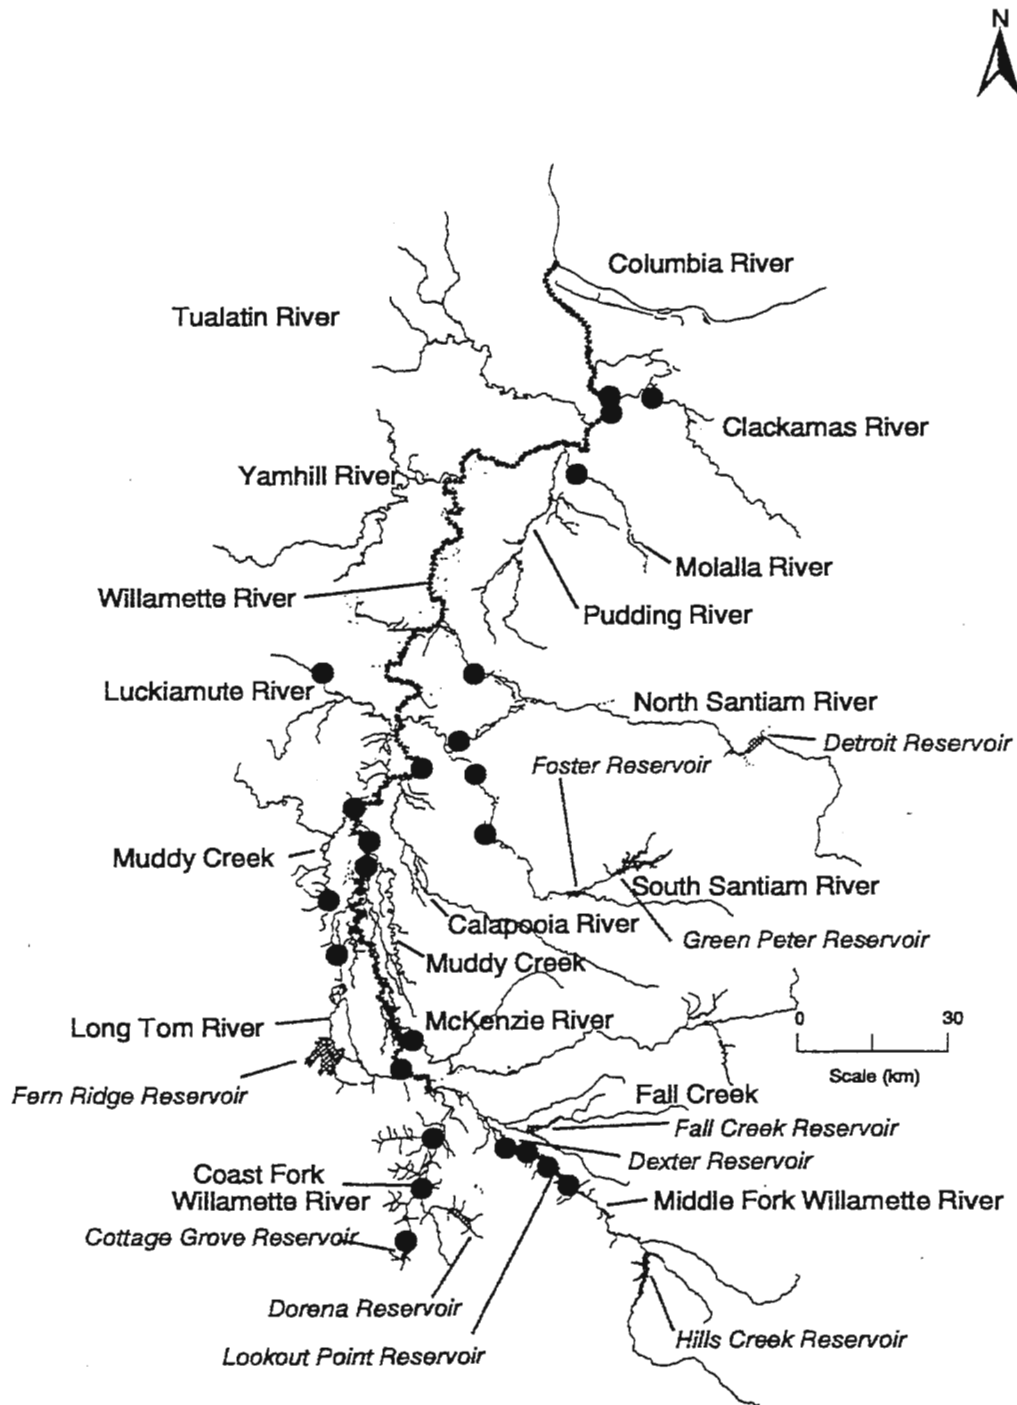 N
Columbia River
Tualatin River
Clackamas River
Yamhill River
Molalla River
Willamette River
Pudding River
Luckiamute River
North Santiam River
Detroit Reservoir
Foster Reservoir
Muddy Creek
South Santiam River
Calapooia River
Green Peter Reservoir
Muddy Creek
Long Tom River
McKenzie River
0 30
Scale (km)
Fern Ridge Reservoir
Fall Creek
Fall Creek Reservoir
Dexter Reservoir
Coast Fork
Willamette River
Middle Fork Willamette River
Cottage Grove Reservoir
Dorena Reservoir
Hills Creek Reservoir
Lookout Point Reservoir